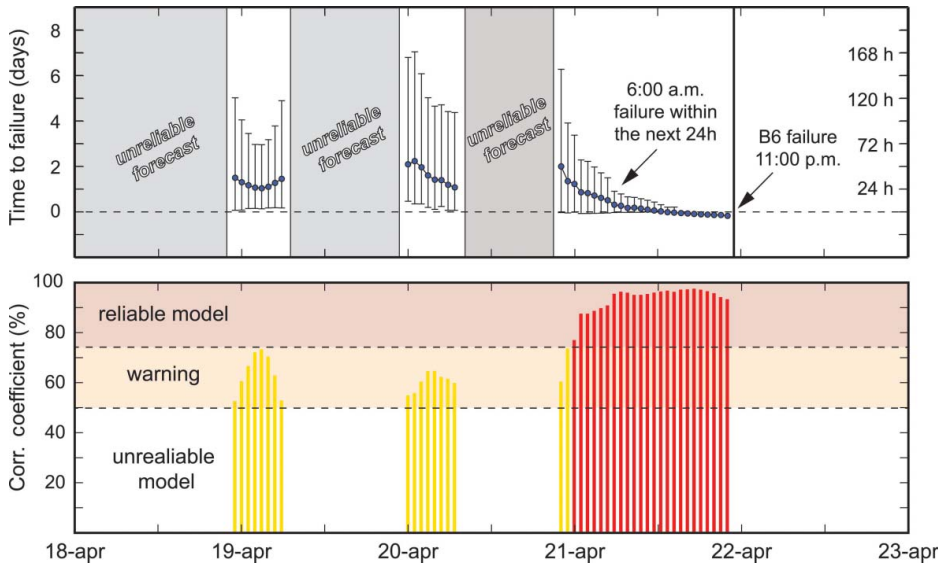 Time to failure (days)
8
6
4
2
0
unreliable
forecast
unreliable
forecast
unreliable
forecast
6:00 a.m.
failure within
the next 24h
B6 failure
11:00 p.m.
168 h
120 h
72 h
24 h
Corr. coefficient (%)
100
80
60
40
20
reliable model
warning
unrealiable
model
18-apr
19-apr
20-apr
21-apr
22-apr
23-apr